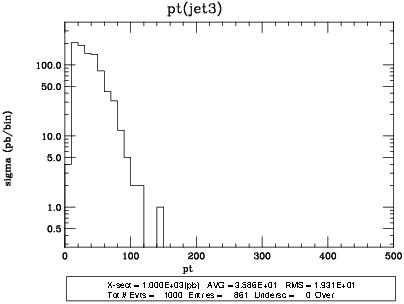 pt(jet3)
sigma (pb/bin)
100.0
50.0
10.0
5.0
1.0
0.5
0 100 200 300 400 500
pt
X-sect = 1.000E+03(pb) AVG = 3.586E+01 RMS = 1.931E+01
Tot # Evts = 1000 Entries = 861 Undersc = 0 Over